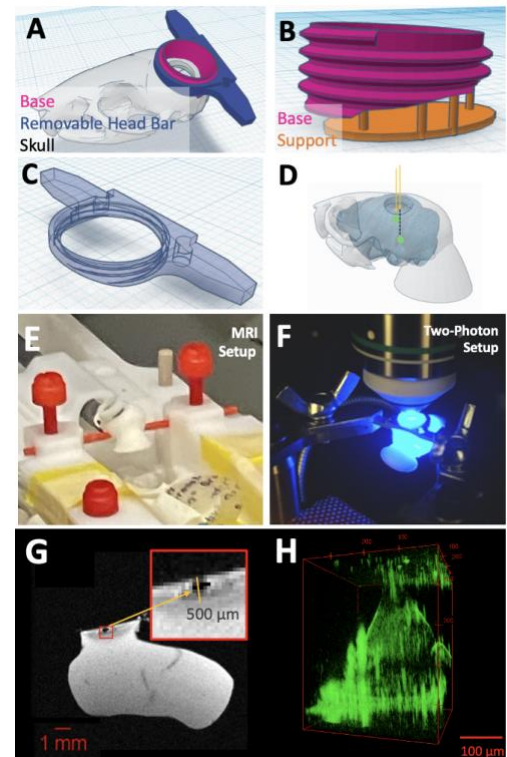 A
Base
Removable Head Bar
Skull
B
Base
Support
C
D
E
MRI
Setup
F
Two-Photon
Setup
G
500 µm
1 mm
H
100 µm